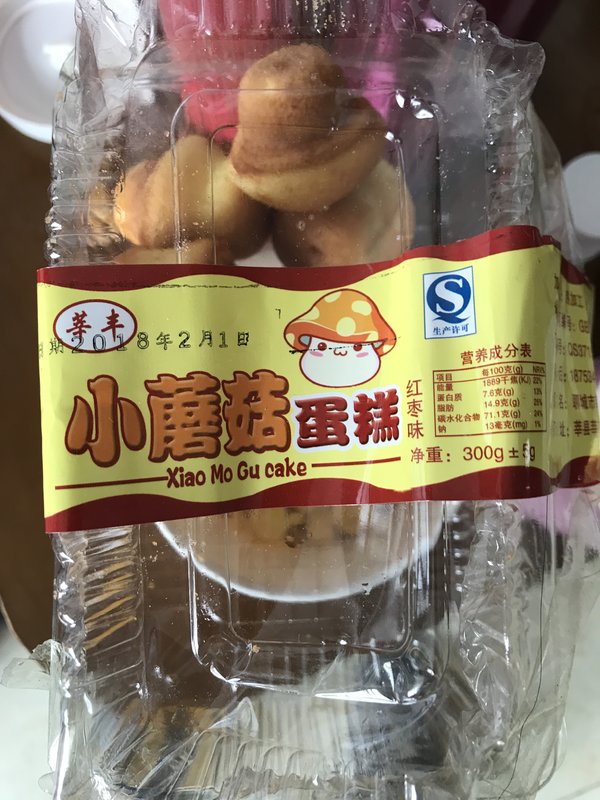 莘丰
期2018年2月1日
小蘑菇蛋糕
红枣味
Xiao Mo Gu cake
S
生产许可
营养成分表
项目 每100克(g) NRV%
能量 1889千焦(KJ) 22%
蛋白质 7.6克(g) 13%
脂肪 14.9克(g) 25%
碳水化合物 71.1克(g) 24%
钠 13毫克(mg) 1%
净重：300g±5g